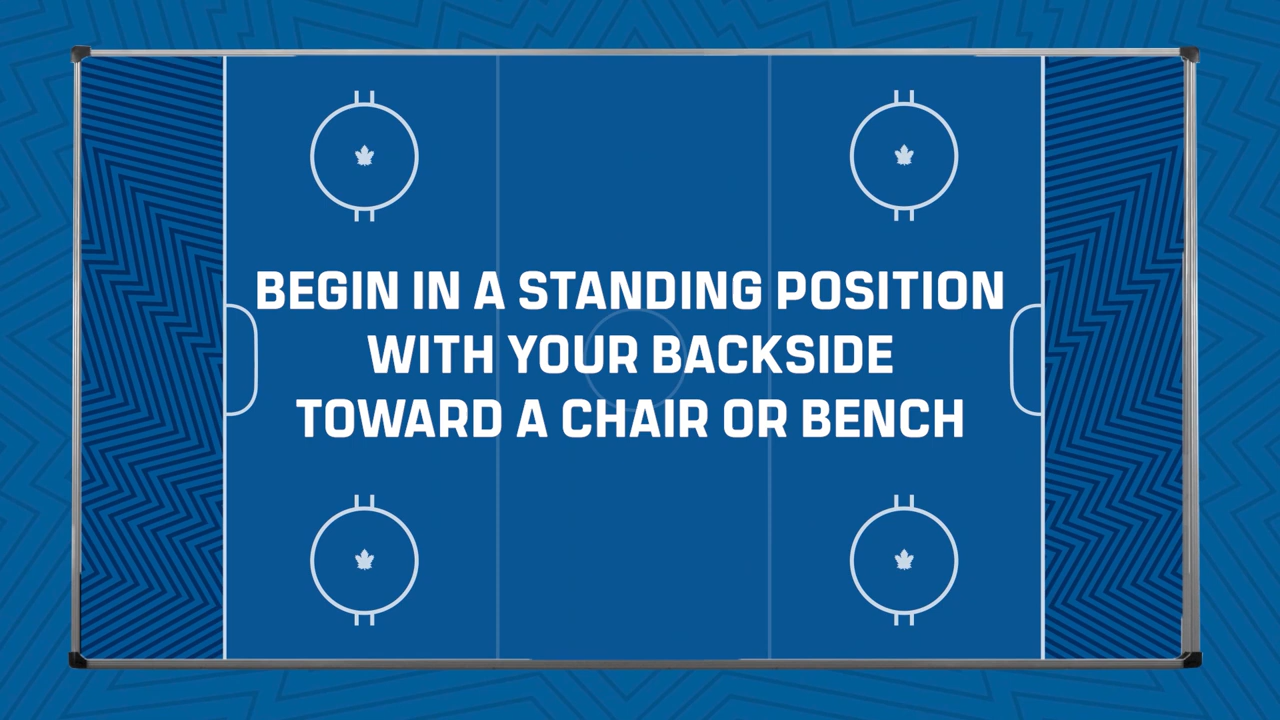 BEGIN IN A STANDING POSITION
WITH YOUR BACKSIDE
TOWARD A CHAIR OR BENCH